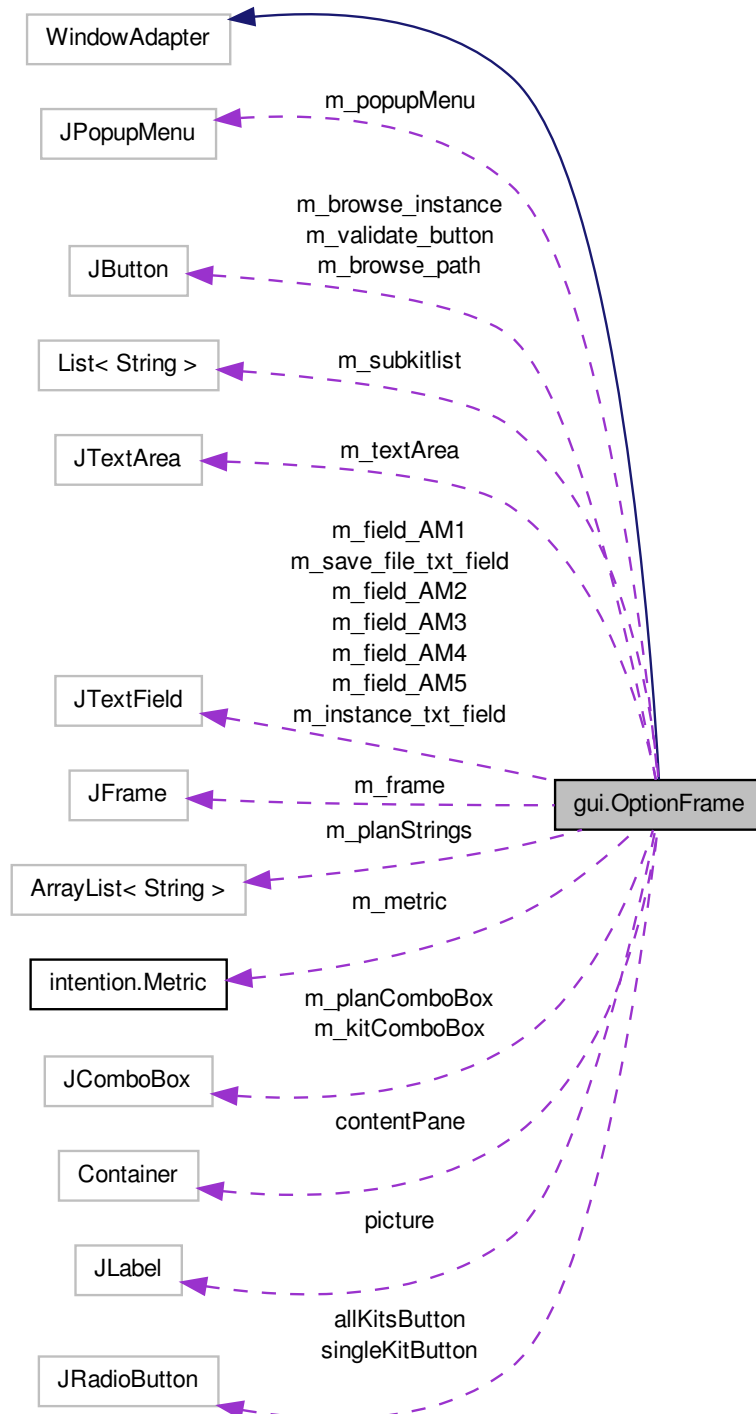 WindowAdapter
m_popupMenu
JPopupMenu
m_browse_instance
m_validate_button
m_browse_path
JButton
m_subkitlist
List< String >
m_textArea
JTextArea
m_field_AM1
m_save_file_txt_field
m_field_AM2
m_field_AM3
m_field_AM4
m_field_AM5
m_instance_txt_field
JTextField
m_frame
JFrame
gui.OptionFrame
m_planStrings
ArrayList< String >
m_metric
intention.Metric
m_planComboBox
m_kitComboBox
JComboBox
contentPane
Container
picture
JLabel
allKitsButton
singleKitButton
JRadioButton